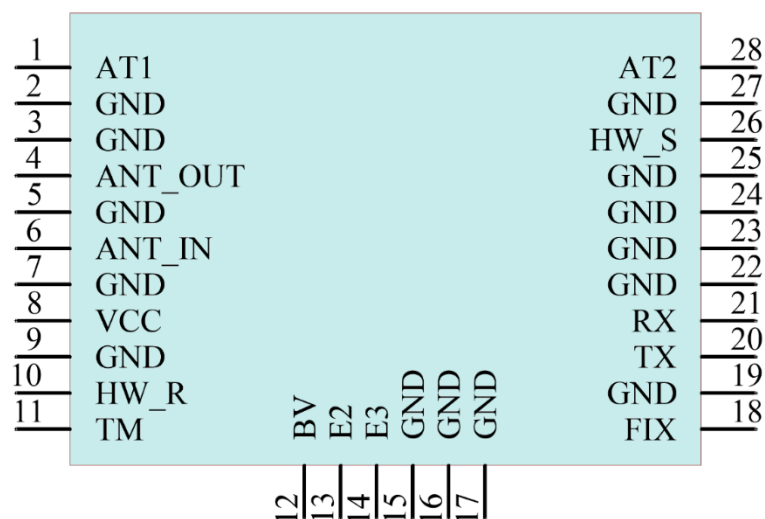 1 AT1 AT2 28
2 GND GND 27
3 GND HW_S 26
4 ANT_OUT GND 25
5 GND GND 24
6 ANT_IN GND 23
7 GND GND 22
8 VCC RX 21
9 GND TX 20
10 HW_R GND 19
11 TM BV E2 E3 GND GND GND FIX 18
12 13 14 15 16 17